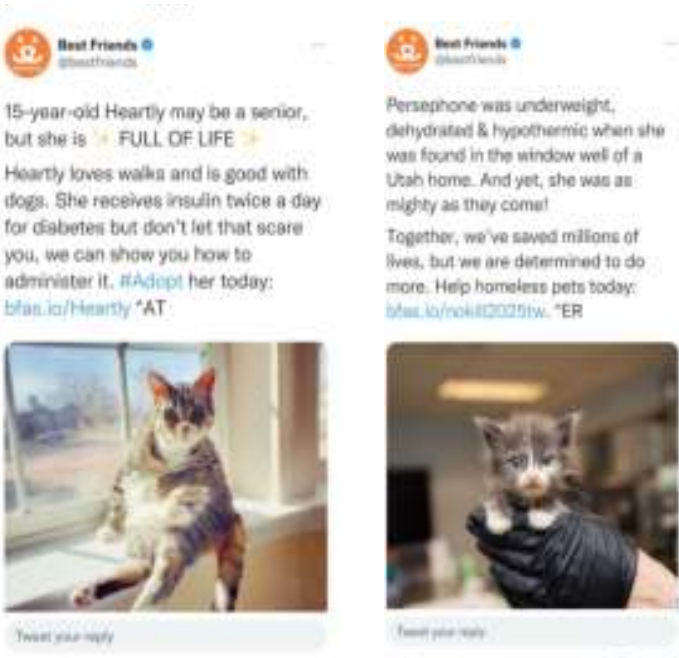 Best Friends
@bestfriends
15-year-old Heartly may be a senior,
but she is ✨ FULL OF LIFE ✨
Heartly loves walks and is good with
dogs. She receives insulin twice a day
for diabetes but don't let that scare
you, we can show you how to
administer it. #Adopt her today:
bfas.io/Heartly ^AT
Tweet your reply
Best Friends
@bestfriends
Persephone was underweight,
dehydrated & hypothermic when she
was found in the window well of a
Utah home. And yet, she was as
mighty as they come!
Together, we've saved millions of
lives, but we are determined to do
more. Help homeless pets today:
bfas.io/nokill2025tw. ^ER
Tweet your reply